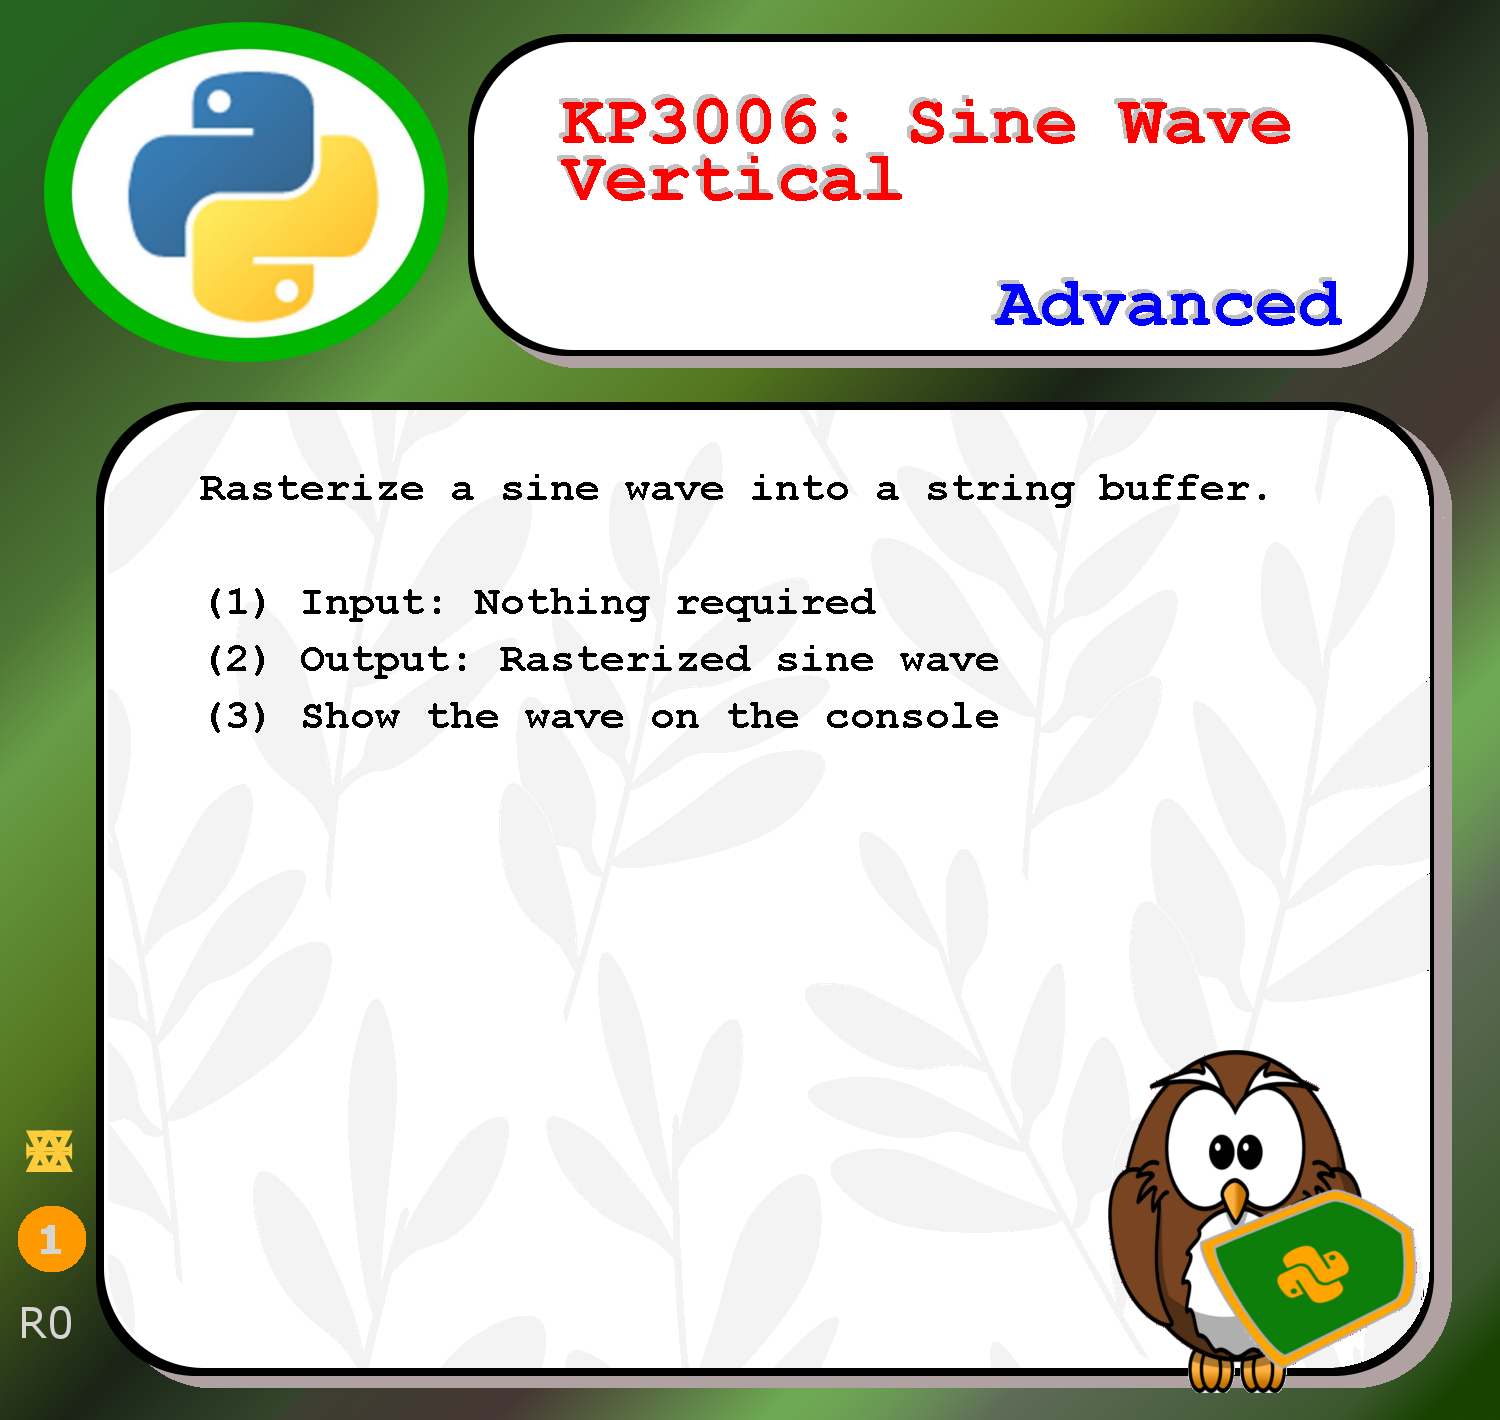 KP3006: Sine Wave
Vertical
Advanced
Rasterize a sine wave into a string buffer.
(1) Input: Nothing required
(2) Output: Rasterized sine wave
(3) Show the wave on the console
1
R0